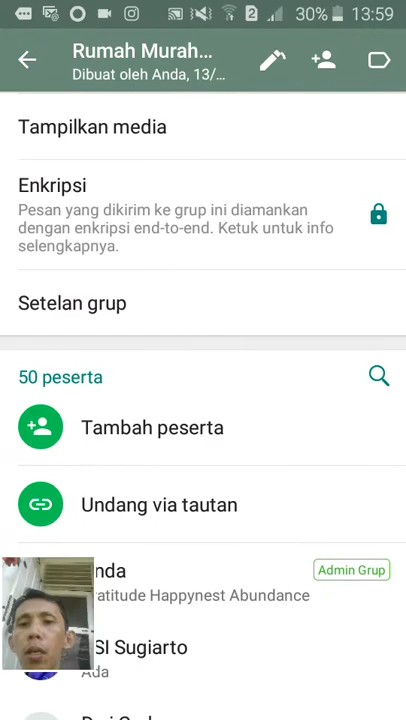 30% 13:59
Rumah Murah...
Dibuat oleh Anda, 13/...
Tampilkan media
Enkripsi
Pesan yang dikirim ke grup ini diamankan
dengan enkripsi end-to-end. Ketuk untuk info
selengkapnya.
Setelan grup
50 peserta
Tambah peserta
Undang via tautan
nda
Admin Grup
ratitude Happynest Abundance
SI Sugiarto
Ada